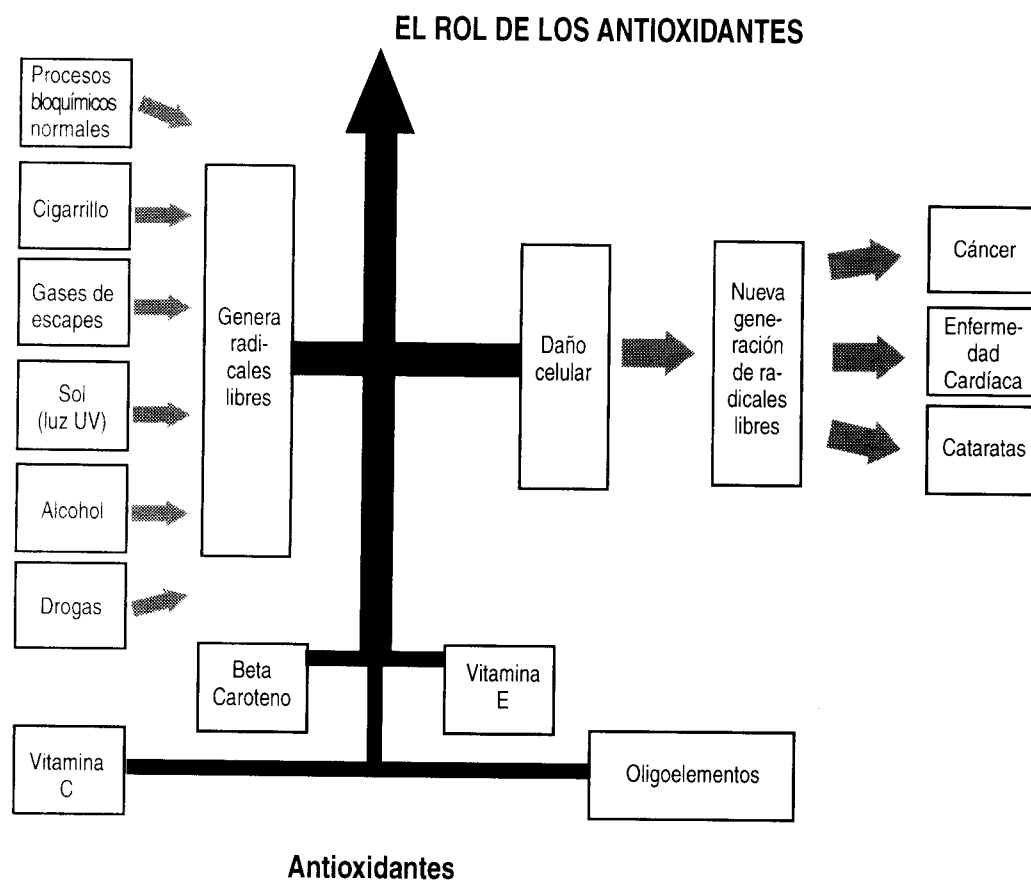 EL ROL DE LOS ANTIOXIDANTES
Procesos
bloquímicos
normales
Cigarrillo
Gases de
escapes
Sol
(luz UV)
Alcohol
Drogas
Genera
radi-
cales
libres
Daño
celular
Nueva
gene-
ración
de ra-
dicales
libres
Cáncer
Enferme-
dad
Cardíaca
Cataratas
Beta
Caroteno
Vitamina
E
Vitamina
C
Oligoelementos
Antioxidantes